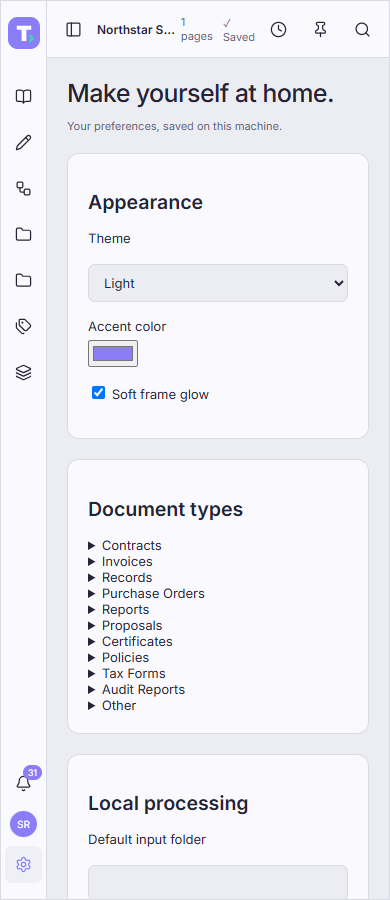 T
Northstar S...
1 pages
✓ Saved
Make yourself at home.
Your preferences, saved on this machine.
Appearance
Theme
Light
Accent color
Soft frame glow
Document types
Contracts
Invoices
Records
Purchase Orders
Reports
Proposals
Certificates
Policies
Tax Forms
Audit Reports
Other
Local processing
Default input folder
31
SR